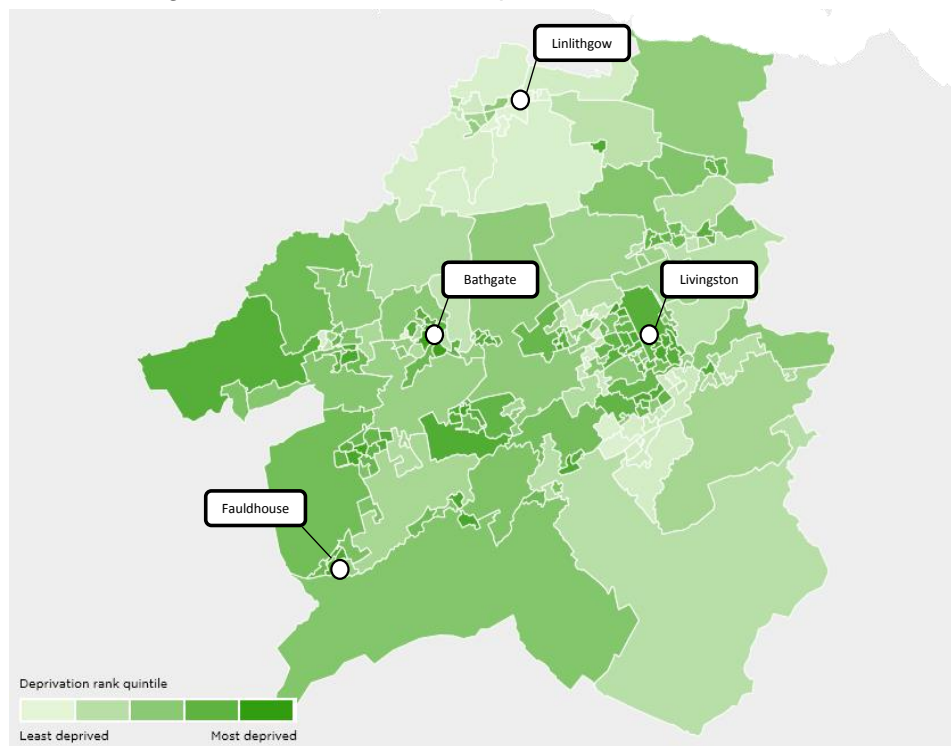 Linlithgow
Bathgate
Livingston
Fauldhouse
Deprivation rank quintile
Least deprived
Most deprived